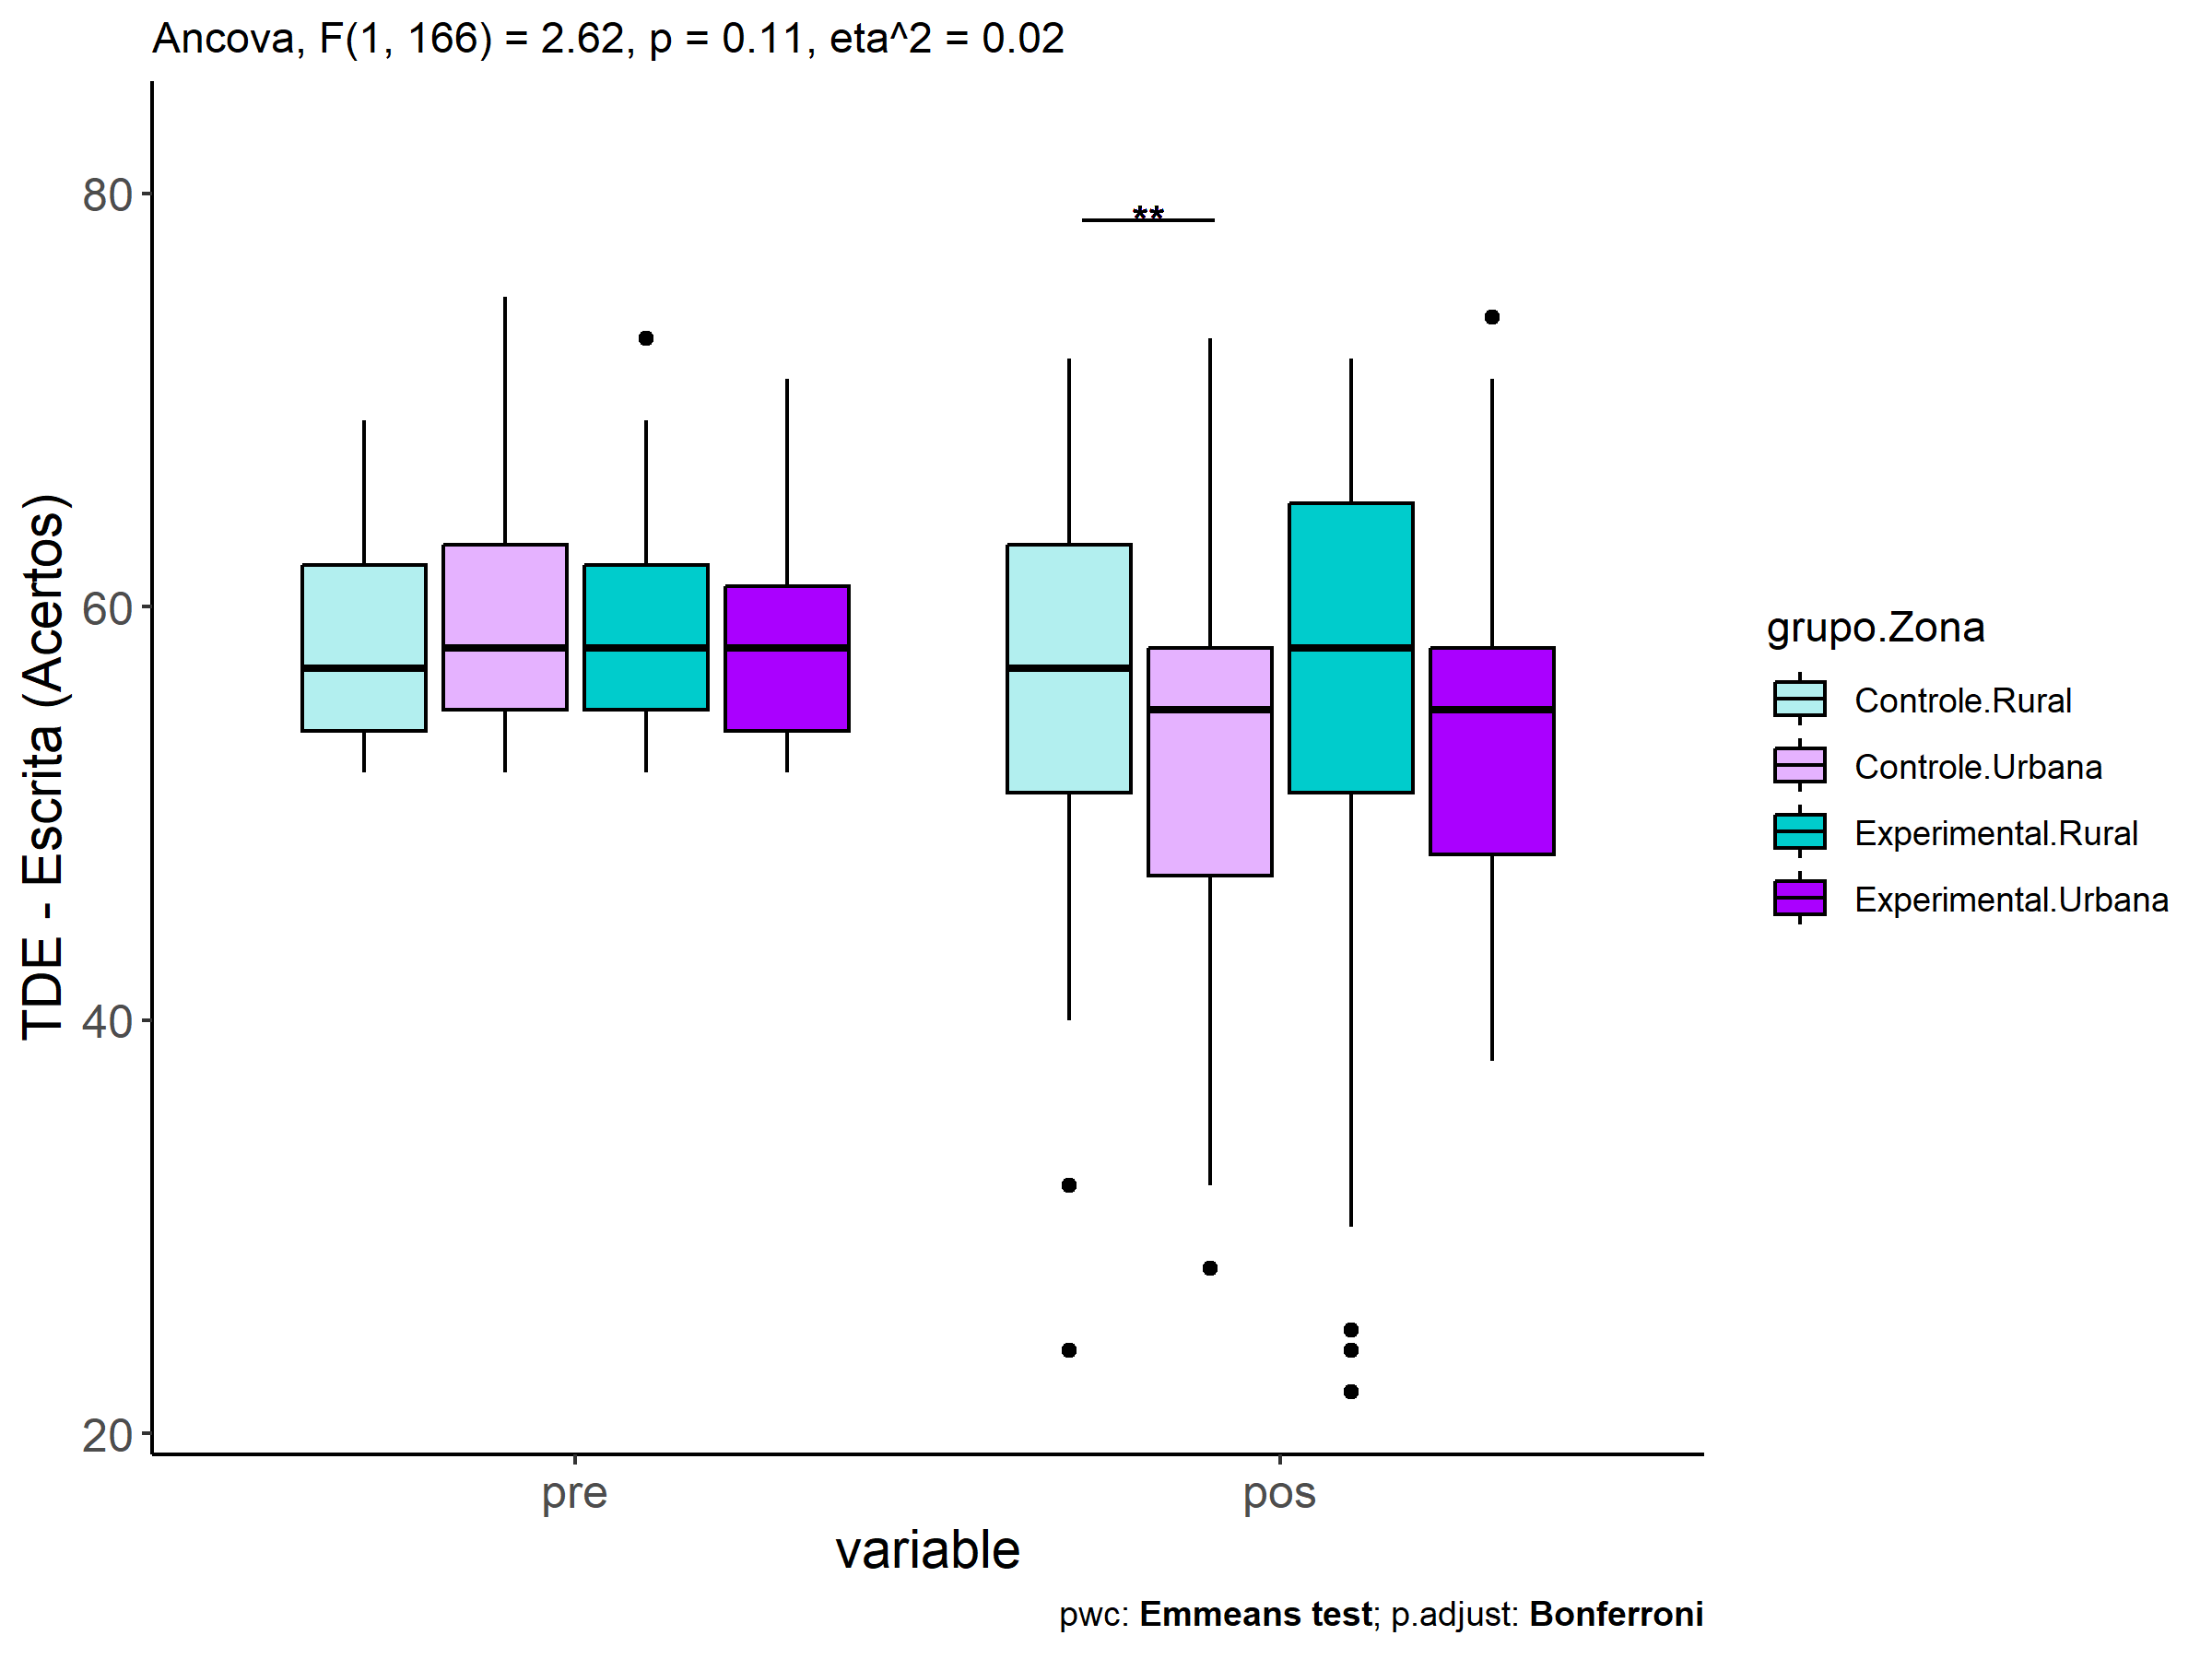 Ancova, F(1, 166) = 2.62, p = 0.11, eta^2 = 0.02
TDE - Escrita (Acertos)
80
60
40
20
**
pre
pos
variable
grupo.Zona
Controle.Rural
Controle.Urbana
Experimental.Rural
Experimental.Urbana
pwc: Emmeans test; p.adjust: Bonferroni